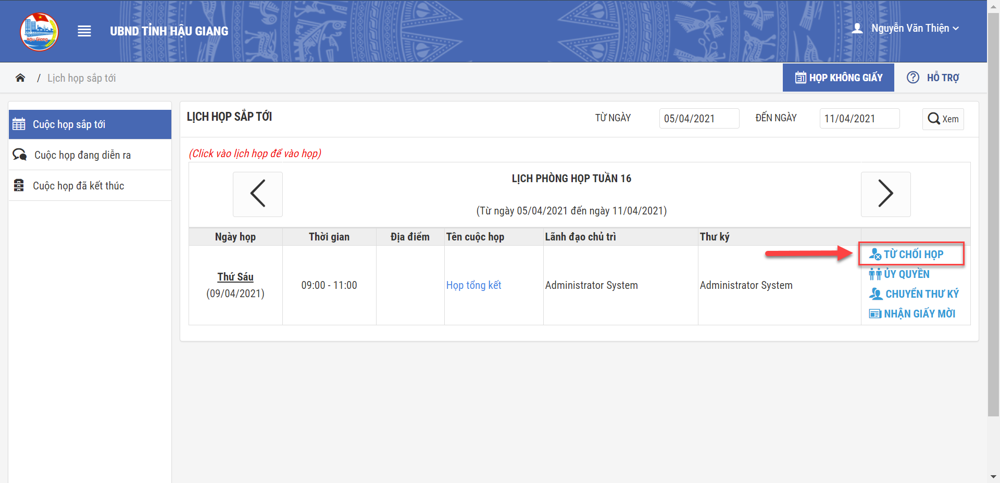 Hậu Giang
UBND TỈNH HẬU GIANG
Nguyễn Văn Thiện
/ Lịch họp sắp tới
31 HỌP KHÔNG GIẤY
? HỖ TRỢ
Cuộc họp sắp tới
Cuộc họp đang diễn ra
Cuộc họp đã kết thúc
LỊCH HỌP SẮP TỚI
TỪ NGÀY 05/04/2021 ĐẾN NGÀY 11/04/2021 Xem
(Click vào lịch họp để vào họp)
LỊCH PHÒNG HỌP TUẦN 16
(Từ ngày 05/04/2021 đến ngày 11/04/2021)
Ngày họp Thời gian Địa điểm Tên cuộc họp Lãnh đạo chủ trì Thư ký
Thứ Sáu
(09/04/2021)
09:00 - 11:00
Họp tổng kết
Administrator System
Administrator System
TỪ CHỐI HỌP
ỦY QUYỀN
CHUYỂN THƯ KÝ
NHẬN GIẤY MỜI